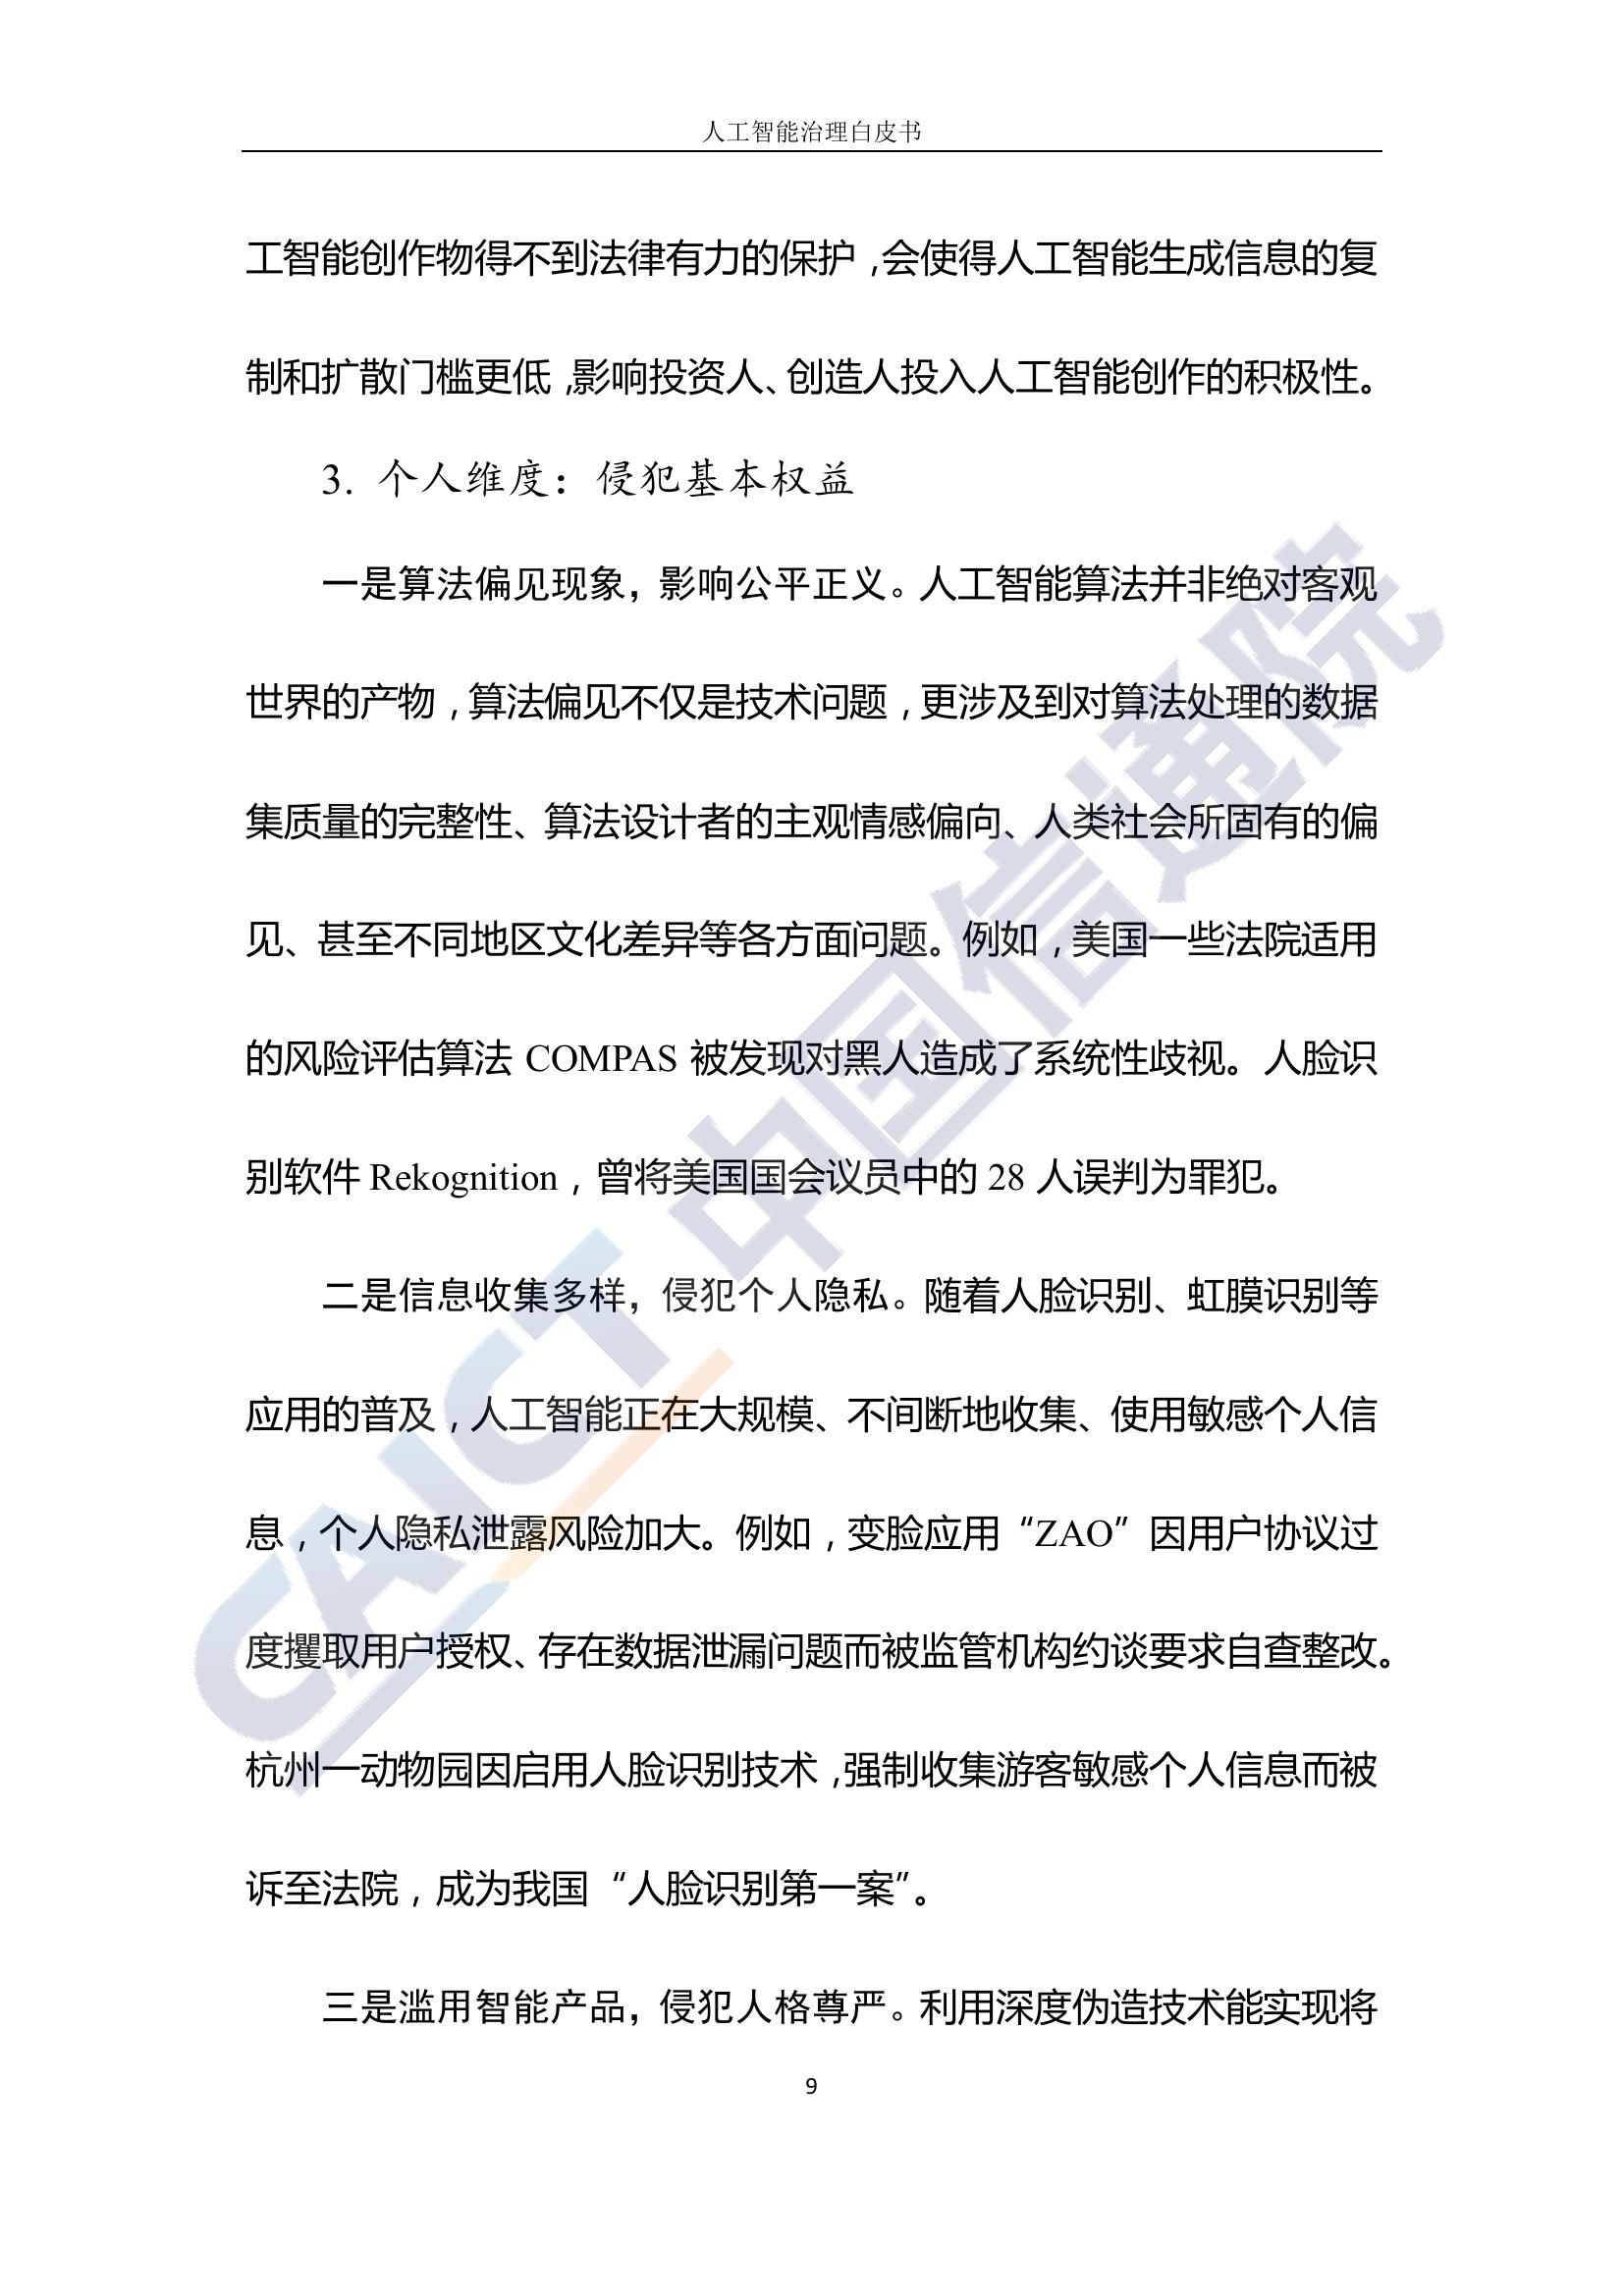 人工智能治理白皮书
工智能创作物得不到法律有力的保护，会使得人工智能生成信息的复
制和扩散门槛更低，影响投资人、创造人投入人工智能创作的积极性。
3. 个人维度：侵犯基本权益
一是算法偏见现象，影响公平正义。人工智能算法并非绝对客观
世界的产物，算法偏见不仅是技术问题，更涉及到对算法处理的数据
集质量的完整性、算法设计者的主观情感偏向、人类社会所固有的偏
见、甚至不同地区文化差异等各方面问题。例如，美国一些法院适用
的风险评估算法 COMPAS 被发现对黑人造成了系统性歧视。人脸识
别软件 Rekognition，曾将美国国会议员中的 28 人误判为罪犯。
二是信息收集多样，侵犯个人隐私。随着人脸识别、虹膜识别等
应用的普及，人工智能正在大规模、不间断地收集、使用敏感个人信
息，个人隐私泄露风险加大。例如，变脸应用“ZAO”因用户协议过
度攫取用户授权、存在数据泄漏问题而被监管机构约谈要求自查整改。
杭州一动物园因启用人脸识别技术，强制收集游客敏感个人信息而被
诉至法院，成为我国“人脸识别第一案”。
三是滥用智能产品，侵犯人格尊严。利用深度伪造技术能实现将
9
CAICT 中国信通院